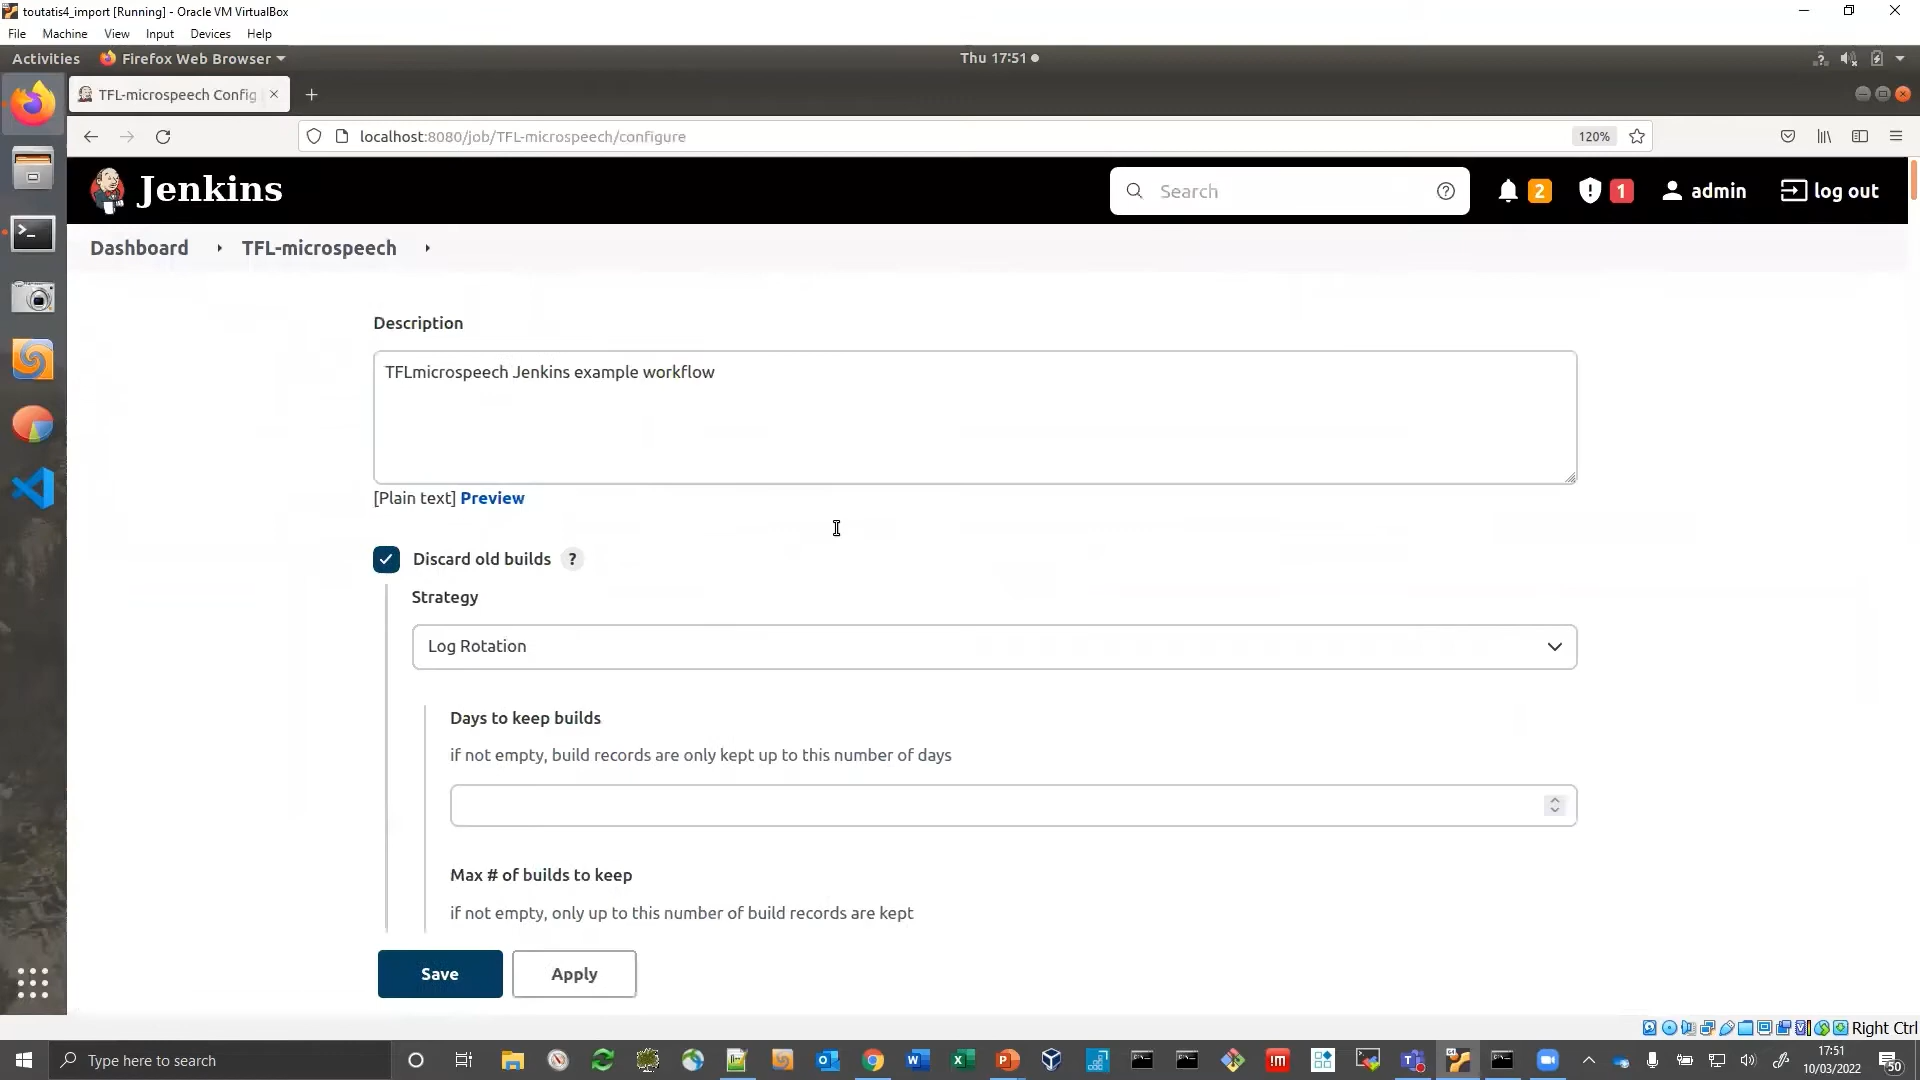 toutatis4_import [Running] - Oracle VM VirtualBox
File Machine View Input Devices Help
Activities Firefox Web Browser Thu 17:51
TFL-microspeech Config
localhost:8080/job/TFL-microspeech/configure 120%
Jenkins Search 2 1 admin log out
Dashboard TFL-microspeech
Description
TFLmicrospeech Jenkins example workflow
[Plain text] Preview
Discard old builds ?
Strategy
Log Rotation
Days to keep builds
if not empty, build records are only kept up to this number of days
Max # of builds to keep
if not empty, only up to this number of build records are kept
Save Apply
Right Ctrl
Type here to search
17:51
10/03/2022
50